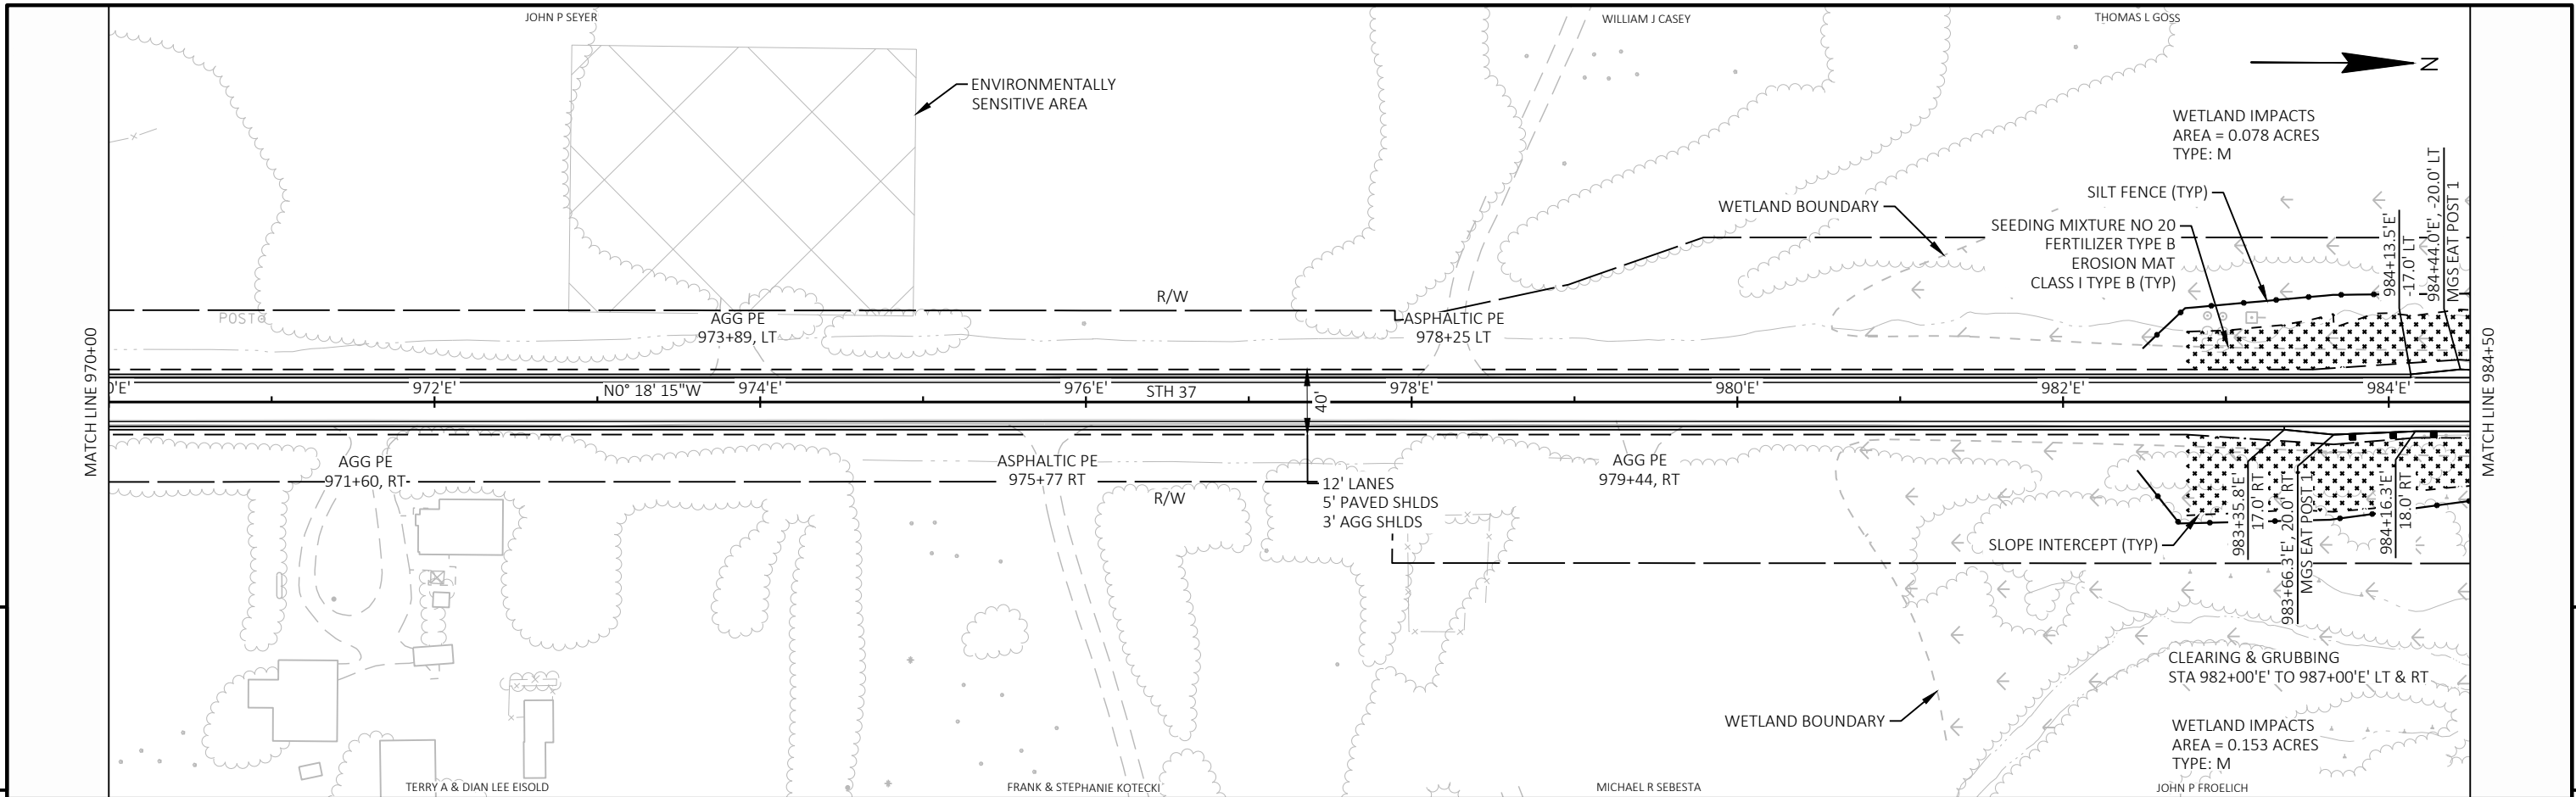 JOHN P SEYER
WILLIAM J CASEY
THOMAS L GOSS
ENVIRONMENTALLY
SENSITIVE AREA
N
WETLAND IMPACTS
AREA = 0.078 ACRES
TYPE: M
SILT FENCE (TYP)
WETLAND BOUNDARY
SEEDING MIXTURE NO 20
FERTILIZER TYPE B
EROSION MAT
CLASS I TYPE B (TYP)
984+13.5'E'
-17.0' LT
984+44.0'E', -20.0' LT
MGS EAT POST 1
R/W
POST
AGG PE
973+89, LT
ASPHALTIC PE
978+25 LT
MATCH LINE 970+00
MATCH LINE 984+50
0'E'
972'E'
N0° 18' 15"W
974'E'
976'E'
STH 37
40'
978'E'
980'E'
982'E'
984'E'
AGG PE
971+60, RT
ASPHALTIC PE
975+77 RT
AGG PE
979+44, RT
R/W
12' LANES
5' PAVED SHLDS
3' AGG SHLDS
SLOPE INTERCEPT (TYP)
983+35.8'E'
17.0' RT
983+66.3'E', 20.0' RT
MGS EAT POST 1
984+16.3'E'
18.0' RT
CLEARING & GRUBBING
STA 982+00'E' TO 987+00'E' LT & RT
WETLAND BOUNDARY
WETLAND IMPACTS
AREA = 0.153 ACRES
TYPE: M
TERRY A & DIAN LEE EISOLD
FRANK & STEPHANIE KOTECKI
MICHAEL R SEBESTA
JOHN P FROELICH